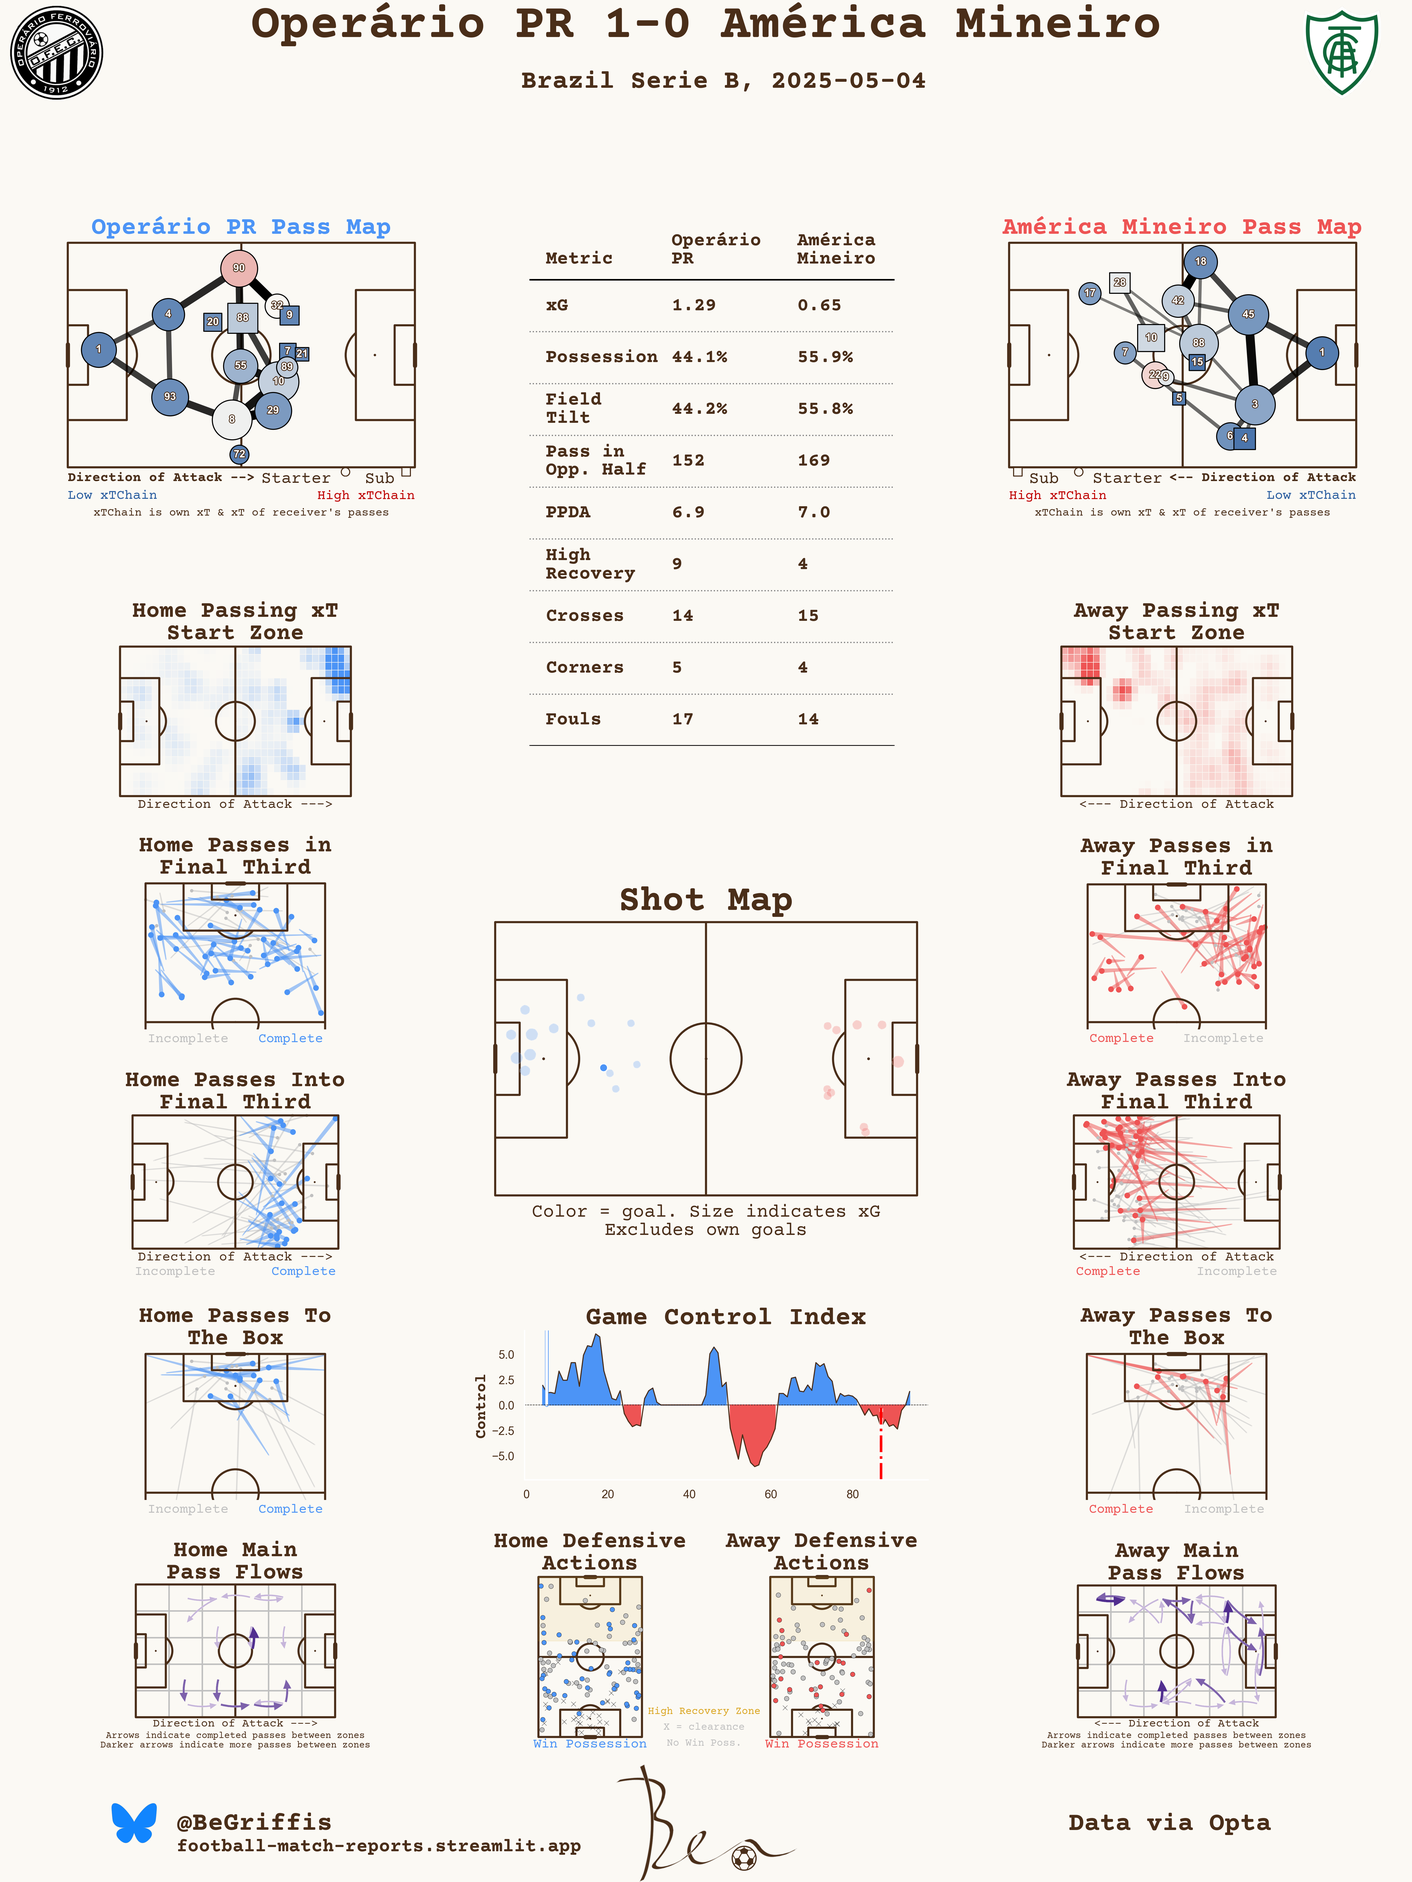 Operário PR 1-0 América Mineiro
Brazil Serie B, 2025-05-04
OPERÁRIO FERROVIÁRIO
O.F.E.C.
1912
Operário PR Pass Map
90
32
9
4
20
88
1
7
21
89
55
10
93
8
29
72
Direction of Attack --> Starter Sub
Low xTChain High xTChain
xTChain is own xT & xT of receiver's passes
Metric Operário PR América Mineiro
xG 1.29 0.65
Possession 44.1% 55.9%
Field Tilt 44.2% 55.8%
Pass in Opp. Half 152 169
PPDA 6.9 7.0
High Recovery 9 4
Crosses 14 15
Corners 5 4
Fouls 17 14
América Mineiro Pass Map
18
28
17
42
45
10
88
7
15
1
22
9
5
3
6
4
Sub Starter <-- Direction of Attack
High xTChain Low xTChain
xTChain is own xT & xT of receiver's passes
Home Passing xT
Start Zone
Direction of Attack --->
Away Passing xT
Start Zone
<--- Direction of Attack
Home Passes in
Final Third
Incomplete Complete
Away Passes in
Final Third
Complete Incomplete
Shot Map
Color = goal. Size indicates xG
Excludes own goals
Home Passes Into
Final Third
Direction of Attack --->
Incomplete Complete
Away Passes Into
Final Third
<--- Direction of Attack
Complete Incomplete
Home Passes To
The Box
Incomplete Complete
Game Control Index
Control
5.0
2.5
0.0
−2.5
−5.0
0 20 40 60 80
Away Passes To
The Box
Complete Incomplete
Home Main
Pass Flows
Direction of Attack --->
Arrows indicate completed passes between zones
Darker arrows indicate more passes between zones
Home Defensive
Actions
Win Possession
Away Defensive
Actions
Win Possession
High Recovery Zone
X = clearance
No Win Poss.
Away Main
Pass Flows
<--- Direction of Attack
Arrows indicate completed passes between zones
Darker arrows indicate more passes between zones
@BeGriffis
football-match-reports.streamlit.app
Ben
Data via Opta